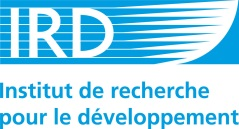 IRD
Institut de recherche
pour le développement